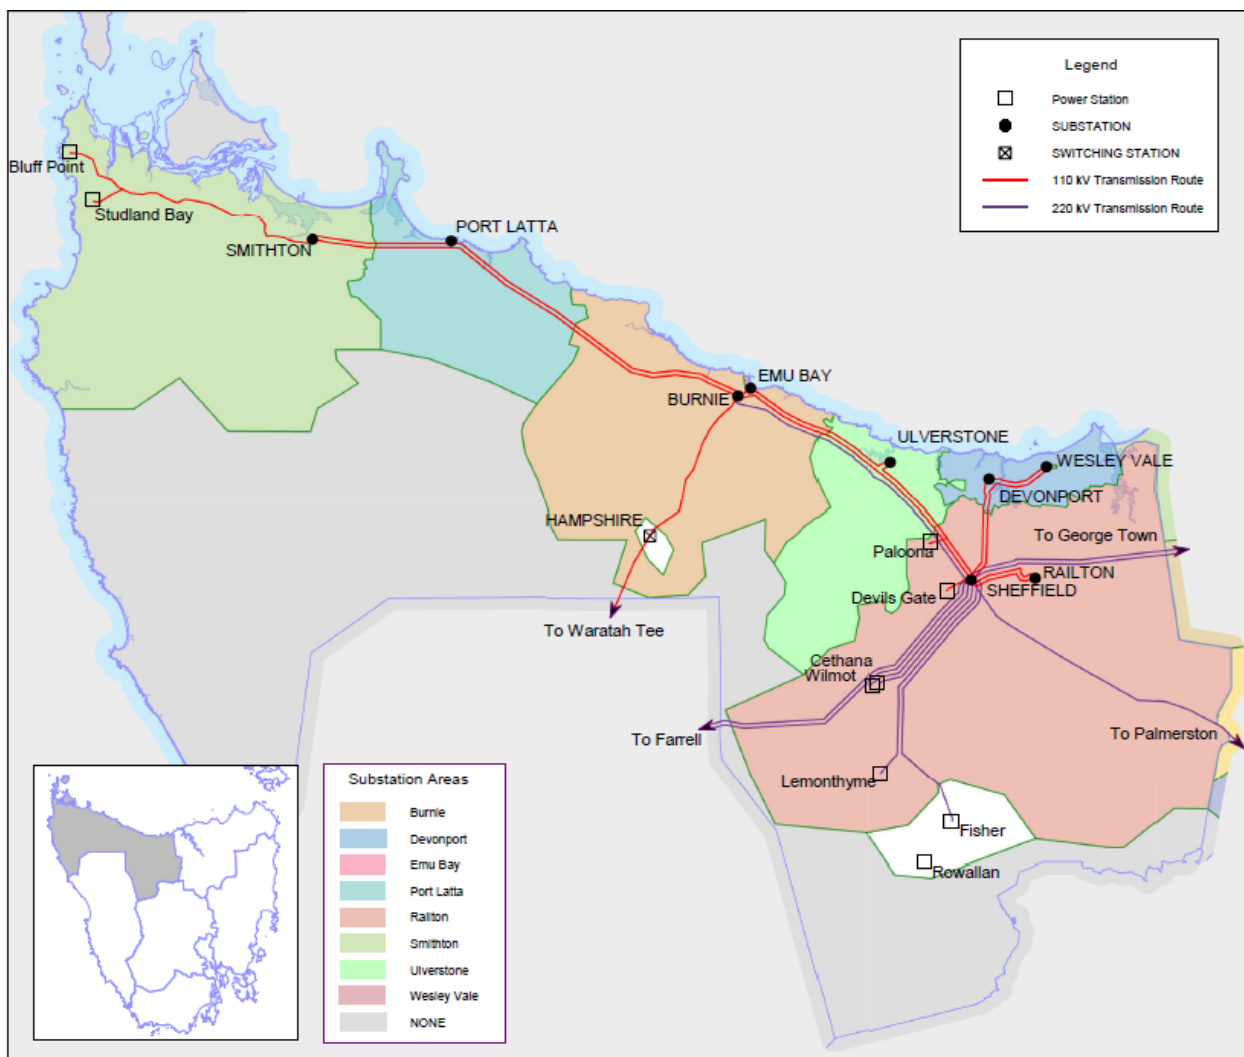 Legend
Power Station
SUBSTATION
SWITCHING STATION
110 kV Transmission Route
220 kV Transmission Route
Bluff Point
Studland Bay
SMITHTON
PORT LATTA
EMU BAY
BURNIE
ULVERSTONE
WESLEY VALE
DEVONPORT
HAMPSHIRE
To George Town
Paloona
RAILTON
SHEFFIELD
Devils Gate
To Waratah Tee
Cethana
Wilmot
To Farrell
To Palmerston
Lemonthyme
Fisher
Rowallan
Substation Areas
Burnie
Devonport
Emu Bay
Port Latta
Railton
Smithton
Ulverstone
Wesley Vale
NONE